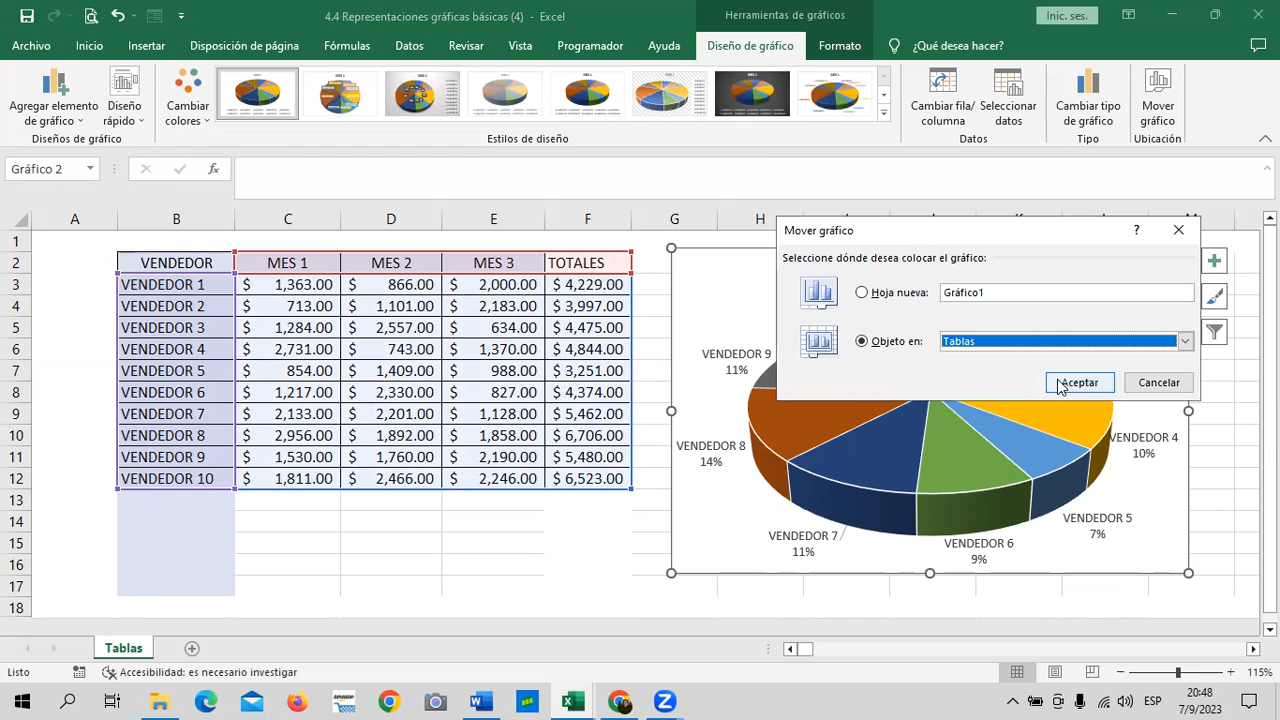 4.4 Representaciones gráficas básicas (4) - Excel
Herramientas de gráfico
Inic. ses.
Archivo Inicio Insertar Disposición de página Fórmulas Datos Revisar Vista Programador Ayuda Diseño de gráfico Formato ¿Qué desea hacer?
Agregar elemento de gráfico
Diseño rápido
Cambiar colores
Cambiar fila/columna
Seleccionar datos
Cambiar tipo de gráfico
Mover gráfico
Diseños de gráfico
Estilos de diseño
Datos
Tipo
Ubicación
Gráfico 2
fx
A B C D E F G H
1
2 VENDEDOR MES 1 MES 2 MES 3 TOTALES
3 VENDEDOR 1 $ 1,363.00 $ 866.00 $ 2,000.00 $ 4,229.00
4 VENDEDOR 2 $ 713.00 $ 1,101.00 $ 2,183.00 $ 3,997.00
5 VENDEDOR 3 $ 1,284.00 $ 2,557.00 $ 634.00 $ 4,475.00
6 VENDEDOR 4 $ 2,731.00 $ 743.00 $ 1,370.00 $ 4,844.00
7 VENDEDOR 5 $ 854.00 $ 1,409.00 $ 988.00 $ 3,251.00
8 VENDEDOR 6 $ 1,217.00 $ 2,330.00 $ 827.00 $ 4,374.00
9 VENDEDOR 7 $ 2,133.00 $ 2,201.00 $ 1,128.00 $ 5,462.00
10 VENDEDOR 8 $ 2,956.00 $ 1,892.00 $ 1,858.00 $ 6,706.00
11 VENDEDOR 9 $ 1,530.00 $ 1,760.00 $ 2,190.00 $ 5,480.00
12 VENDEDOR 10 $ 1,811.00 $ 2,466.00 $ 2,246.00 $ 6,523.00
13
14
15
16
17
18
Mover gráfico
?
Seleccione dónde desea colocar el gráfico:
Hoja nueva: Gráfico1
Objeto en: Tablas
Aceptar Cancelar
VENDEDOR 9
11%
VENDEDOR 8
14%
VENDEDOR 7
11%
VENDEDOR 6
9%
VENDEDOR 5
7%
VENDEDOR 4
10%
Tablas
Listo
Accesibilidad: es necesario investigar
115%
ESP
20:48
7/9/2023